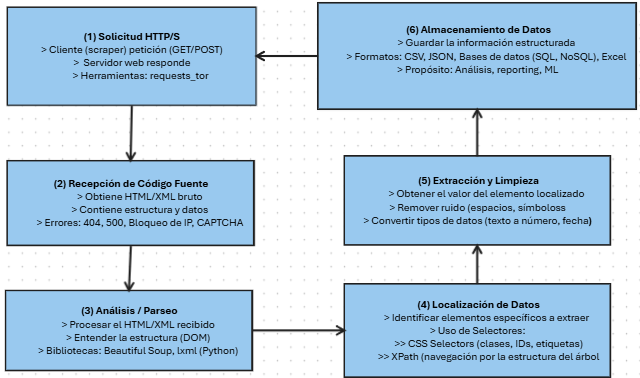 (1) Solicitud HTTP/S
> Cliente (scraper) petición (GET/POST)
> Servidor web responde
> Herramientas: requests_tor
(2) Recepción de Código Fuente
> Obtiene HTML/XML bruto
> Contiene estructura y datos
> Errores: 404, 500, Bloqueo de IP, CAPTCHA
(3) Análisis / Parseo
> Procesar el HTML/XML recibido
> Entender la estructura (DOM)
> Bibliotecas: Beautiful Soup, lxml (Python)
(4) Localización de Datos
> Identificar elementos específicos a extraer
> Uso de Selectores:
>> CSS Selectors (clases, IDs, etiquetas)
>> XPath (navegación por la estructura del árbol
(5) Extracción y Limpieza
> Obtener el valor del elemento localizado
> Remover ruido (espacios, símboloss
> Convertir tipos de datos (texto a número, fecha)
(6) Almacenamiento de Datos
> Guardar la información estructurada
> Formatos: CSV, JSON, Bases de datos (SQL, NoSQL), Excel
> Propósito: Análisis, reporting, ML